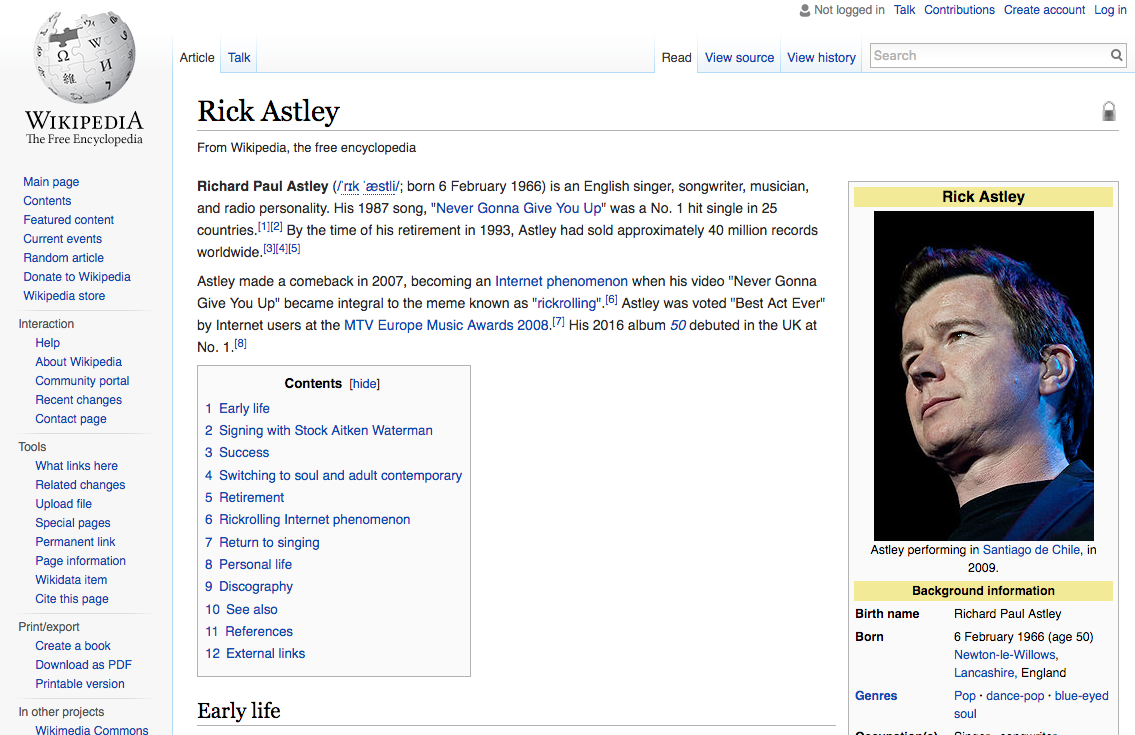 Not logged in Talk Contributions Create account Log in
Article Talk Read View source View history Search
WIKIPEDIA
The Free Encyclopedia
Main page
Contents
Featured content
Current events
Random article
Donate to Wikipedia
Wikipedia store
Interaction
Help
About Wikipedia
Community portal
Recent changes
Contact page
Tools
What links here
Related changes
Upload file
Special pages
Permanent link
Page information
Wikidata item
Cite this page
Print/export
Create a book
Download as PDF
Printable version
In other projects
Wikimedia Commons
Rick Astley
From Wikipedia, the free encyclopedia
Richard Paul Astley (/ˈrɪk ˈæstli/; born 6 February 1966) is an English singer, songwriter, musician,
and radio personality. His 1987 song, "Never Gonna Give You Up" was a No. 1 hit single in 25
countries.[1][2] By the time of his retirement in 1993, Astley had sold approximately 40 million records
worldwide.[3][4][5]
Astley made a comeback in 2007, becoming an Internet phenomenon when his video "Never Gonna
Give You Up" became integral to the meme known as "rickrolling".[6] Astley was voted "Best Act Ever"
by Internet users at the MTV Europe Music Awards 2008.[7] His 2016 album 50 debuted in the UK at
No. 1.[8]
Contents [hide]
1 Early life
2 Signing with Stock Aitken Waterman
3 Success
4 Switching to soul and adult contemporary
5 Retirement
6 Rickrolling Internet phenomenon
7 Return to singing
8 Personal life
9 Discography
10 See also
11 References
12 External links
Early life
Rick Astley
Astley performing in Santiago de Chile, in
2009.
Background information
Birth name Richard Paul Astley
Born 6 February 1966 (age 50)
Newton-le-Willows,
Lancashire, England
Genres Pop · dance-pop · blue-eyed
soul